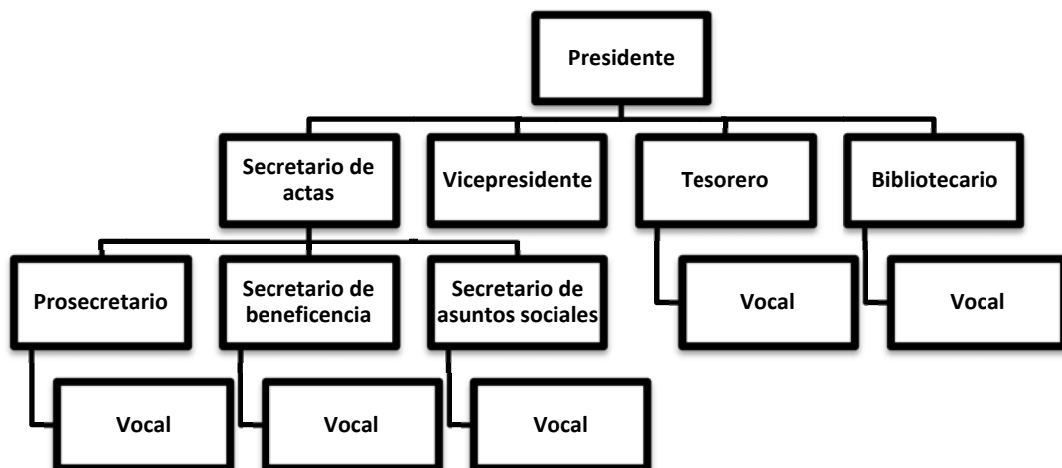 Presidente
Secretario de
actas
Vicepresidente
Tesorero
Bibliotecario
Prosecretario
Secretario de
beneficencia
Secretario de
asuntos sociales
Vocal
Vocal
Vocal
Vocal
Vocal